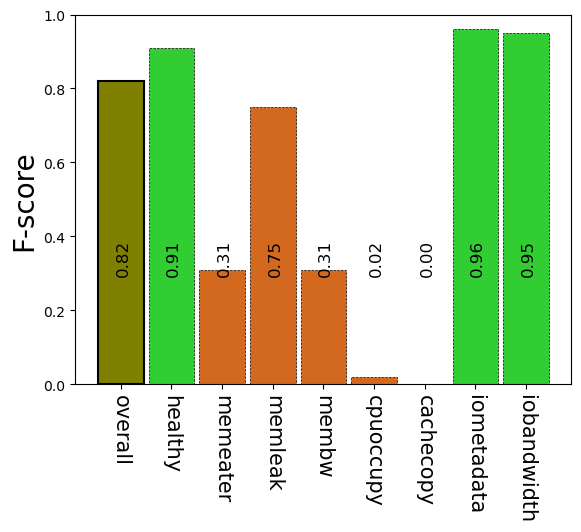 F-score
1.0
0.8
0.6
0.4
0.2
0.0
0.82
0.91
0.31
0.75
0.31
0.02
0.00
0.96
0.95
overall
healthy
memeater
memleak
membw
cpuoccupy
cachecopy
iometadata
iobandwidth